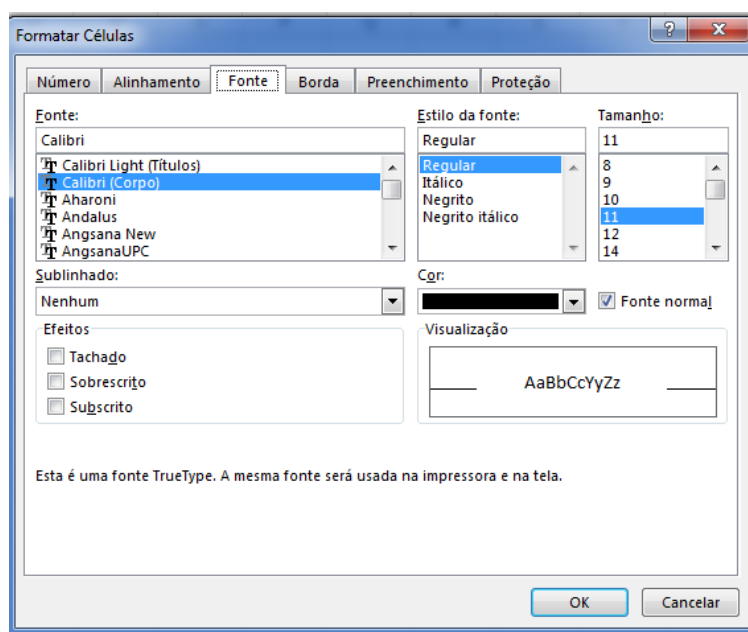 Formatar Células
Número Alinhamento Fonte Borda Preenchimento Proteção
Fonte: Estilo da fonte: Tamanho:
Calibri Regular 11
Calibri Light (Títulos) Regular 8
Calibri (Corpo) Itálico 9
Aharoni Negrito 10
Andalus Negrito itálico 11
Angsana New 12
AngsanaUPC 14
Sublinhado: Cor:
Nenhum Fonte normal
Efeitos Visualização
Tachado
Sobrescrito AaBbCcYyZz
Subscrito
Esta é uma fonte TrueType. A mesma fonte será usada na impressora e na tela.
OK Cancelar